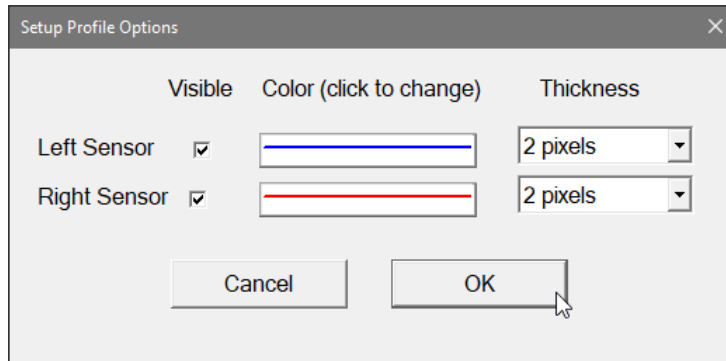 Setup Profile Options
Visible Color (click to change) Thickness
Left Sensor 2 pixels
Right Sensor 2 pixels
Cancel OK